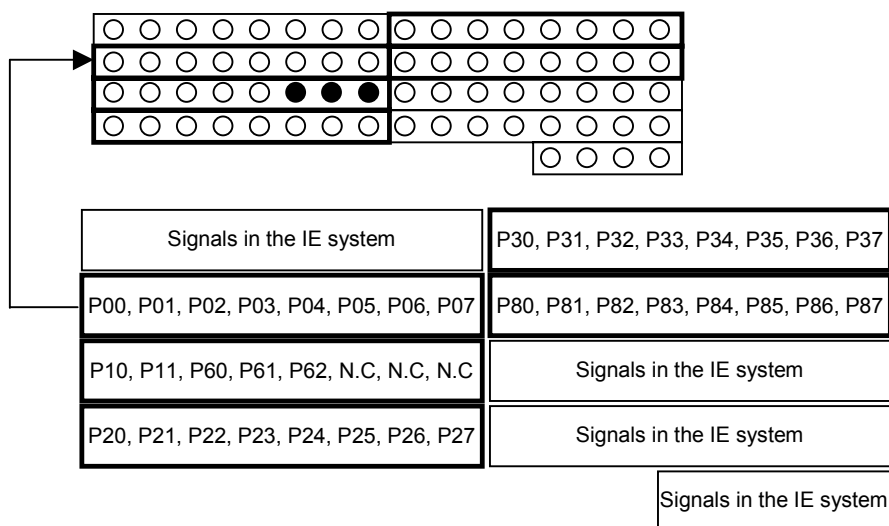 Signals in the IE system
P30, P31, P32, P33, P34, P35, P36, P37
P00, P01, P02, P03, P04, P05, P06, P07
P80, P81, P82, P83, P84, P85, P86, P87
P10, P11, P60, P61, P62, N.C, N.C, N.C
Signals in the IE system
P20, P21, P22, P23, P24, P25, P26, P27
Signals in the IE system
Signals in the IE system